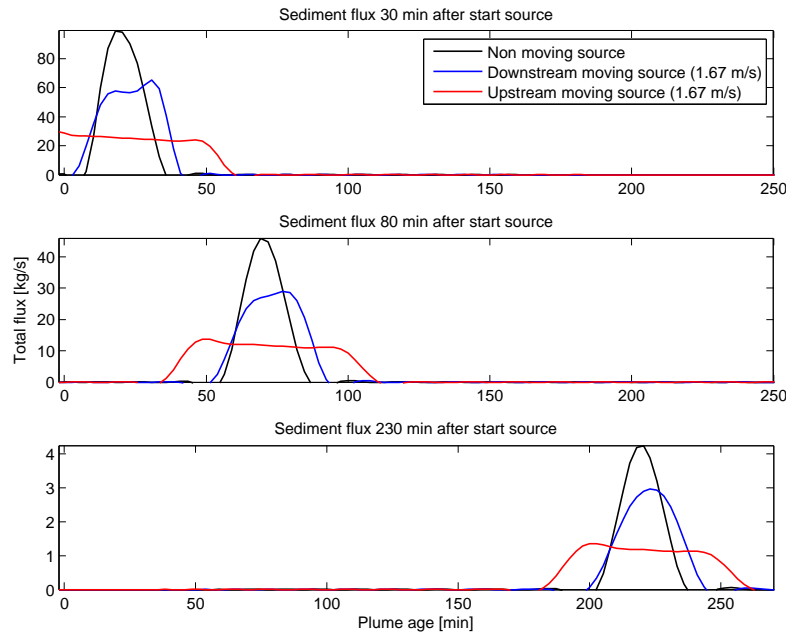 Sediment flux 30 min after start source
80
60
40
20
0
Non moving source
Downstream moving source (1.67 m/s)
Upstream moving source (1.67 m/s)
0 50 100 150 200 250
Sediment flux 80 min after start source
Total flux [kg/s]
40
30
20
10
0
0 50 100 150 200 250
Sediment flux 230 min after start source
4
3
2
1
0
0 50 100 150 200 250
Plume age [min]